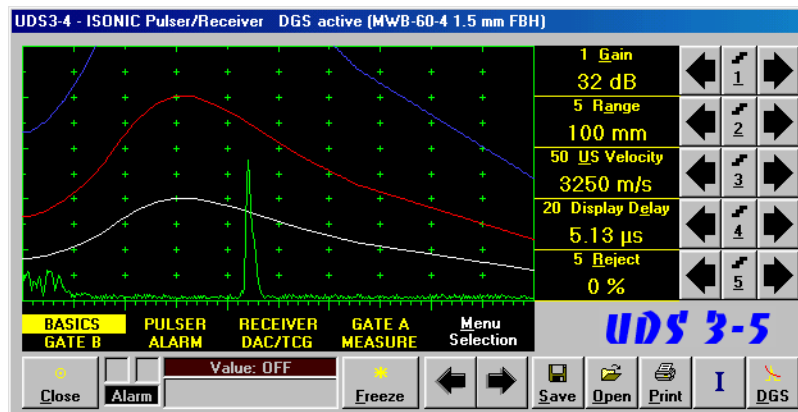 UDS3-4 - ISONIC Pulser/Receiver DGS active (MWB-60-4 1.5 mm FBH)
1 Gain
32 dB
1
5 Range
100 mm
2
50 US Velocity
3250 m/s
3
20 Display Delay
5.13 µs
4
5 Reject
0 %
5
BASICS PULSER RECEIVER GATE A Menu
GATE B ALARM DAC/TCG MEASURE Selection
UDS 3-5
Value: OFF
Close Alarm Freeze Save Open Print I DGS